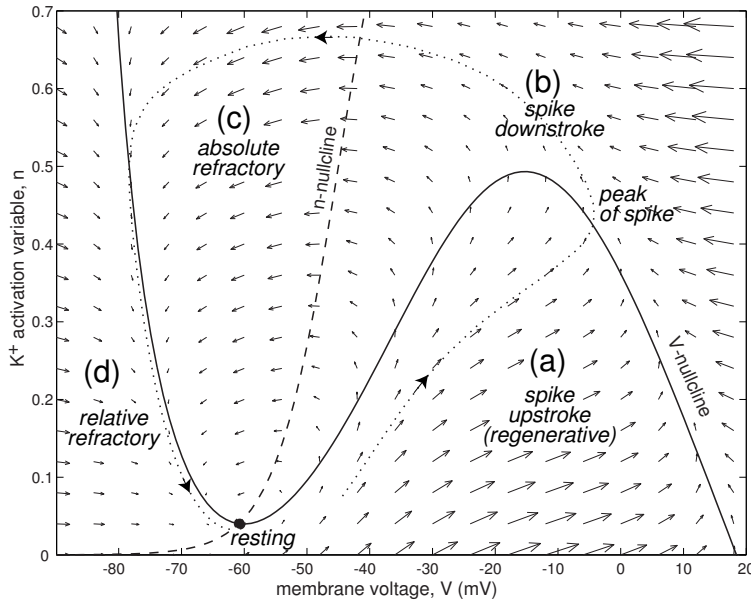 0.7
0.6
0.5
0.4
0.3
0.2
0.1
0
K+ activation variable, n
(b)
spike
downstroke
(c)
absolute
refractory
n-nullcline
peak
of spike
(a)
spike
upstroke
(regenerative)
V-nullcline
(d)
relative
refractory
resting
-80
-70
-60
-50
-40
-30
-20
-10
0
10
20
membrane voltage, V (mV)